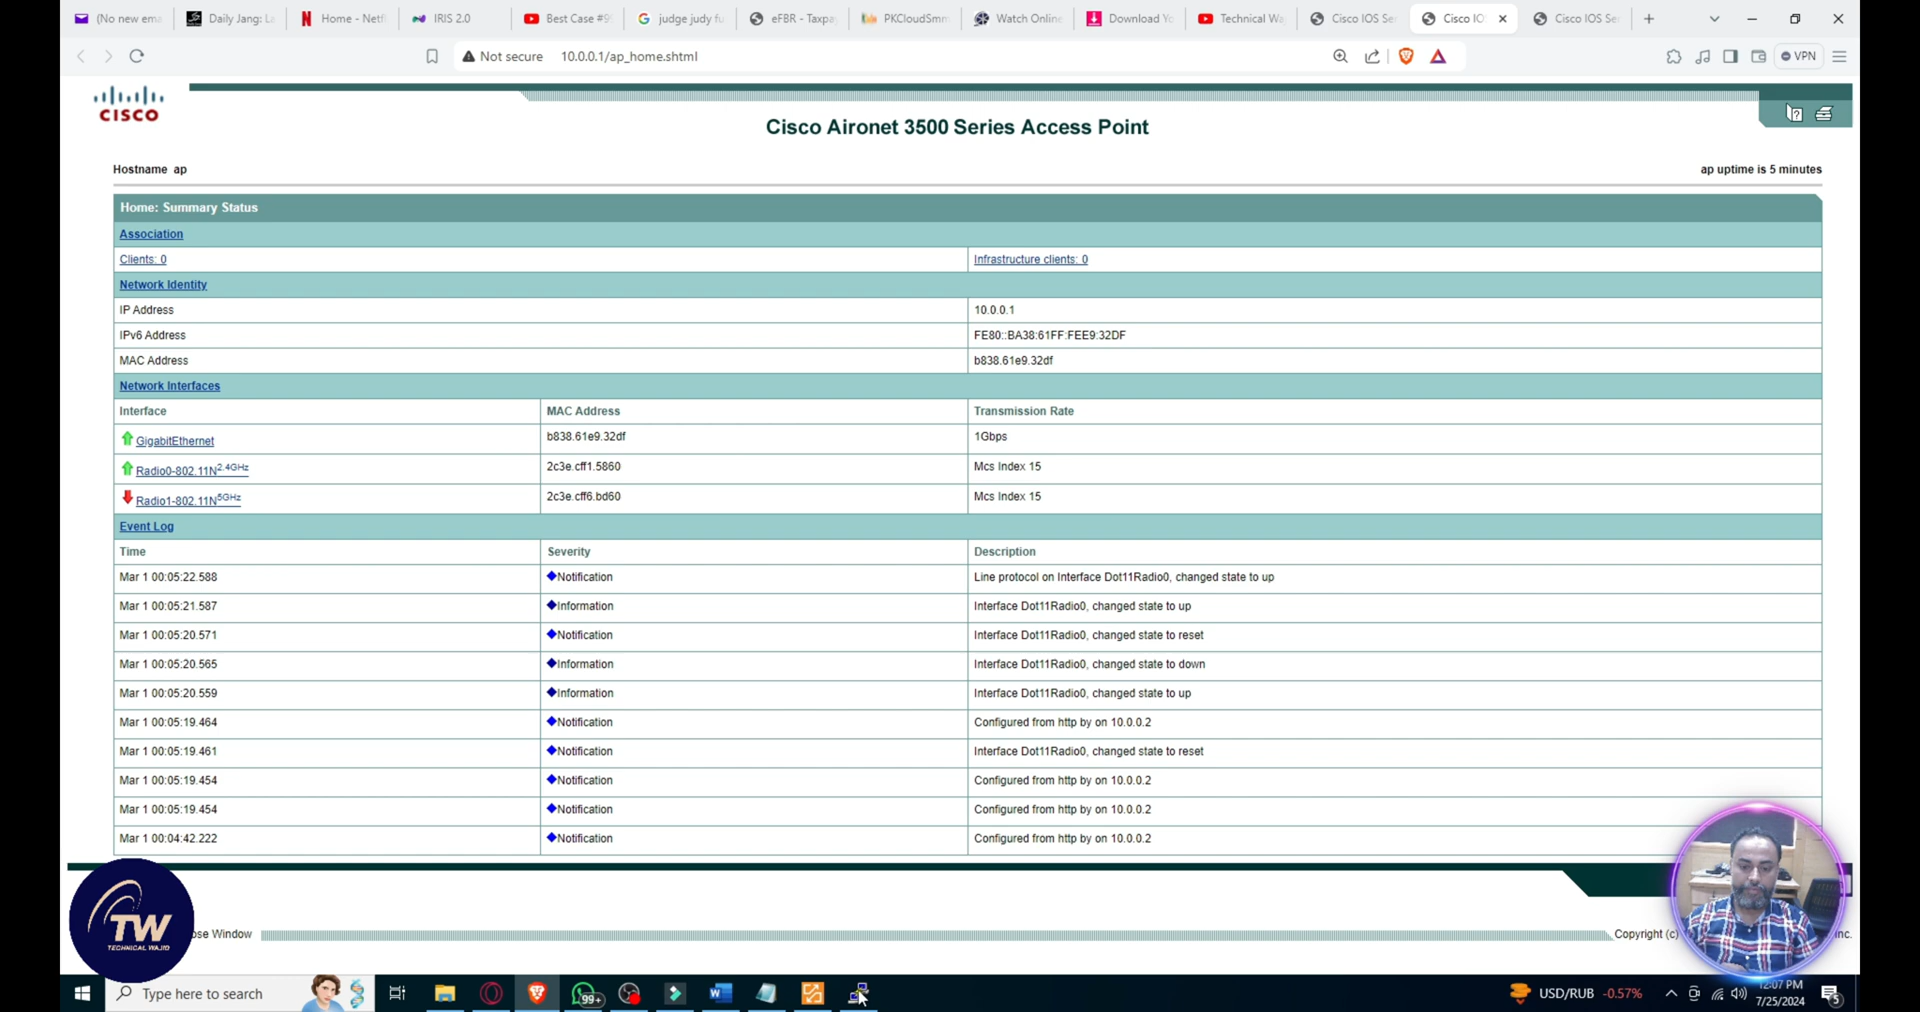 (No new ema
Daily Jang: La
Home - Netf
IRIS 2.0
Best Case #9
judge judy fu
eFBR - Taxpay
PKCloudSmm
Watch Online
Download Yo
Technical Wa
Cisco IOS Ser
Cisco IO
Cisco IOS Se
Not secure 10.0.0.1/ap_home.shtml
VPN
CISCO
Cisco Aironet 3500 Series Access Point
Hostname ap
ap uptime is 5 minutes
Home: Summary Status
Association
Clients: 0
Infrastructure clients: 0
Network Identity
IP Address 10.0.0.1
IPv6 Address FE80::BA38:61FF:FEE9:32DF
MAC Address b838.61e9.32df
Network Interfaces
Interface MAC Address Transmission Rate
GigabitEthernet b838.61e9.32df 1Gbps
Radio0-802.11N2.4GHz 2c3e.cff1.5860 Mcs Index 15
Radio1-802.11N5GHz 2c3e.cff6.bd60 Mcs Index 15
Event Log
Time Severity Description
Mar 1 00:05:22.588 Notification Line protocol on Interface Dot11Radio0, changed state to up
Mar 1 00:05:21.587 Information Interface Dot11Radio0, changed state to up
Mar 1 00:05:20.571 Notification Interface Dot11Radio0, changed state to reset
Mar 1 00:05:20.565 Information Interface Dot11Radio0, changed state to down
Mar 1 00:05:20.559 Information Interface Dot11Radio0, changed state to up
Mar 1 00:05:19.464 Notification Configured from http by on 10.0.0.2
Mar 1 00:05:19.461 Notification Interface Dot11Radio0, changed state to reset
Mar 1 00:05:19.454 Notification Configured from http by on 10.0.0.2
Mar 1 00:05:19.454 Notification Configured from http by on 10.0.0.2
Mar 1 00:04:42.222 Notification Configured from http by on 10.0.0.2
TW
TECHNICAL WAJID
ose Window
Copyright (c)
Inc.
Type here to search
99+
USD/RUB -0.57%
12:07 PM
7/25/2024
5